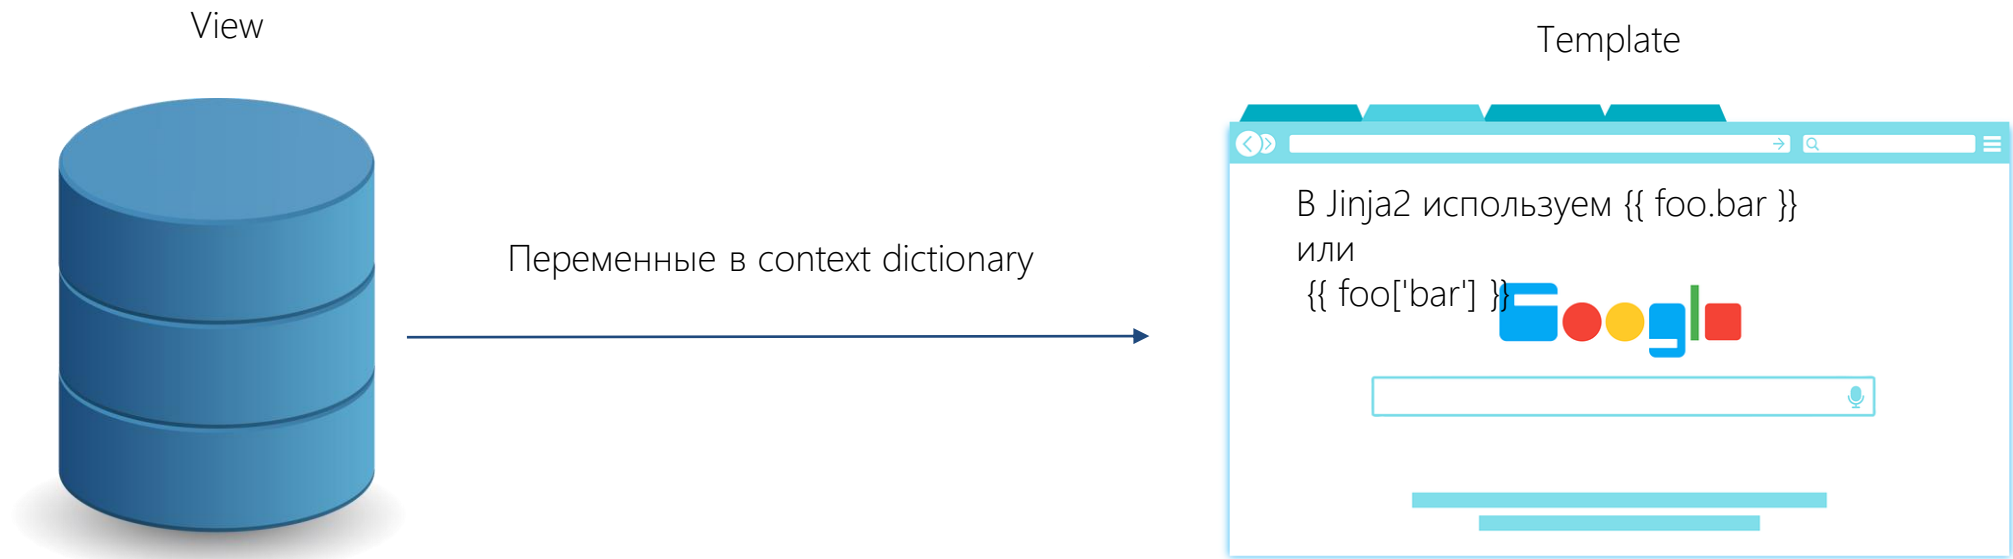 View
Template
Переменные в context dictionary
В Jinja2 используем {{ foo.bar }}
или
{{ foo['bar'] }}
Google